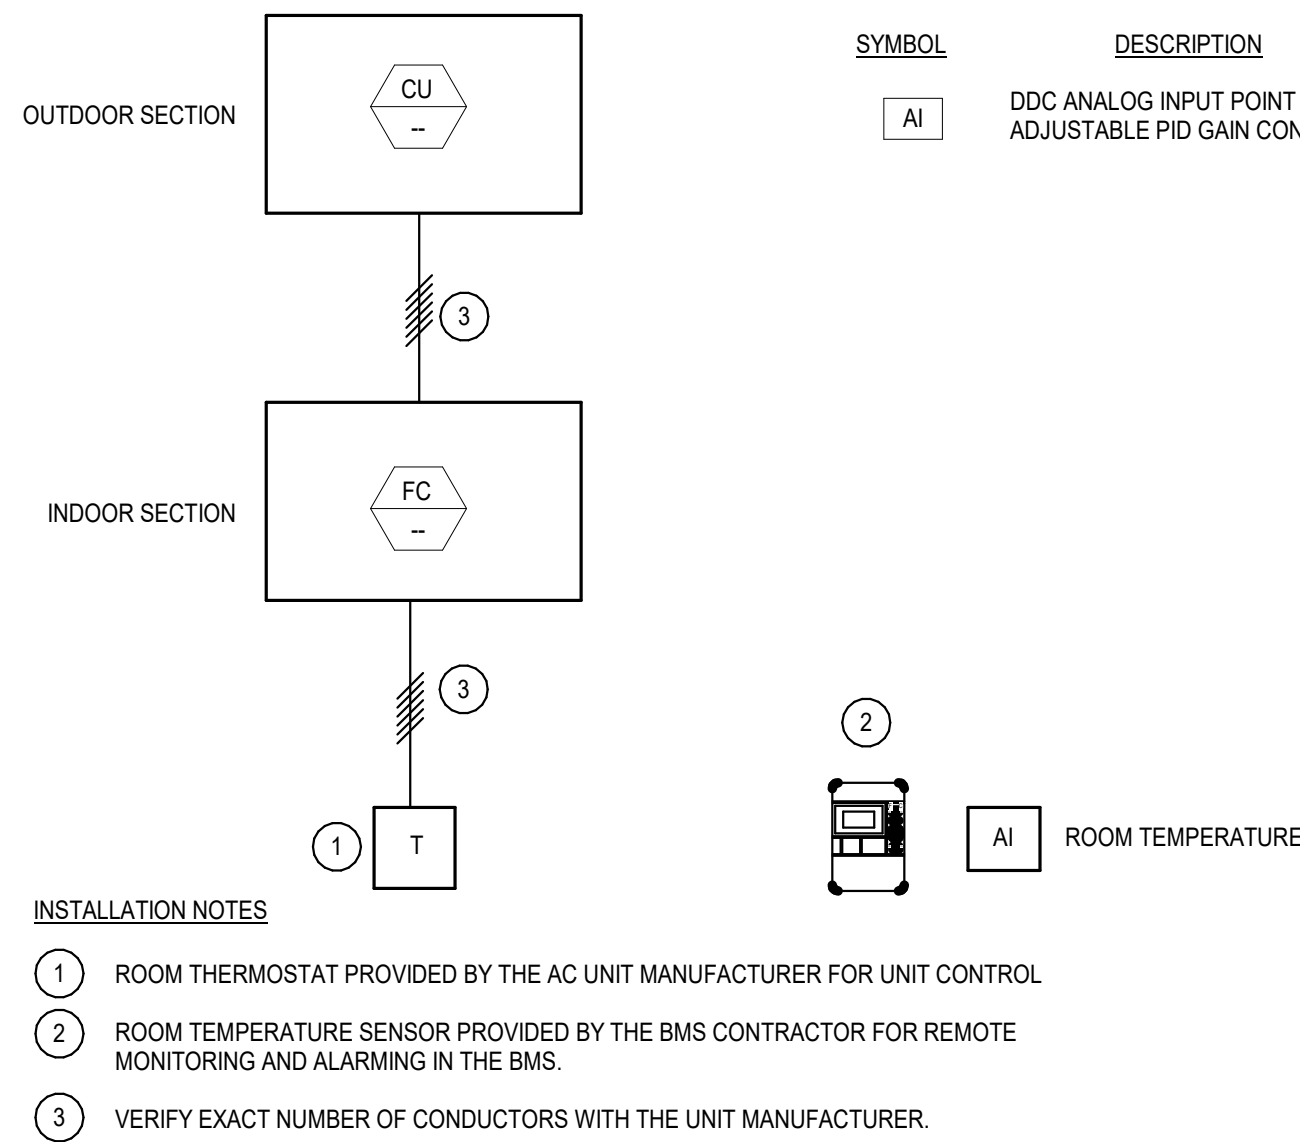 SYMBOL DESCRIPTION
CU
--
OUTDOOR SECTION
AI
DDC ANALOG INPUT POINT
ADJUSTABLE PID GAIN CON
3
FC
--
INDOOR SECTION
3
2
1
T
AI
ROOM TEMPERATURE
INSTALLATION NOTES
1 ROOM THERMOSTAT PROVIDED BY THE AC UNIT MANUFACTURER FOR UNIT CONTROL
2 ROOM TEMPERATURE SENSOR PROVIDED BY THE BMS CONTRACTOR FOR REMOTE
MONITORING AND ALARMING IN THE BMS.
3 VERIFY EXACT NUMBER OF CONDUCTORS WITH THE UNIT MANUFACTURER.